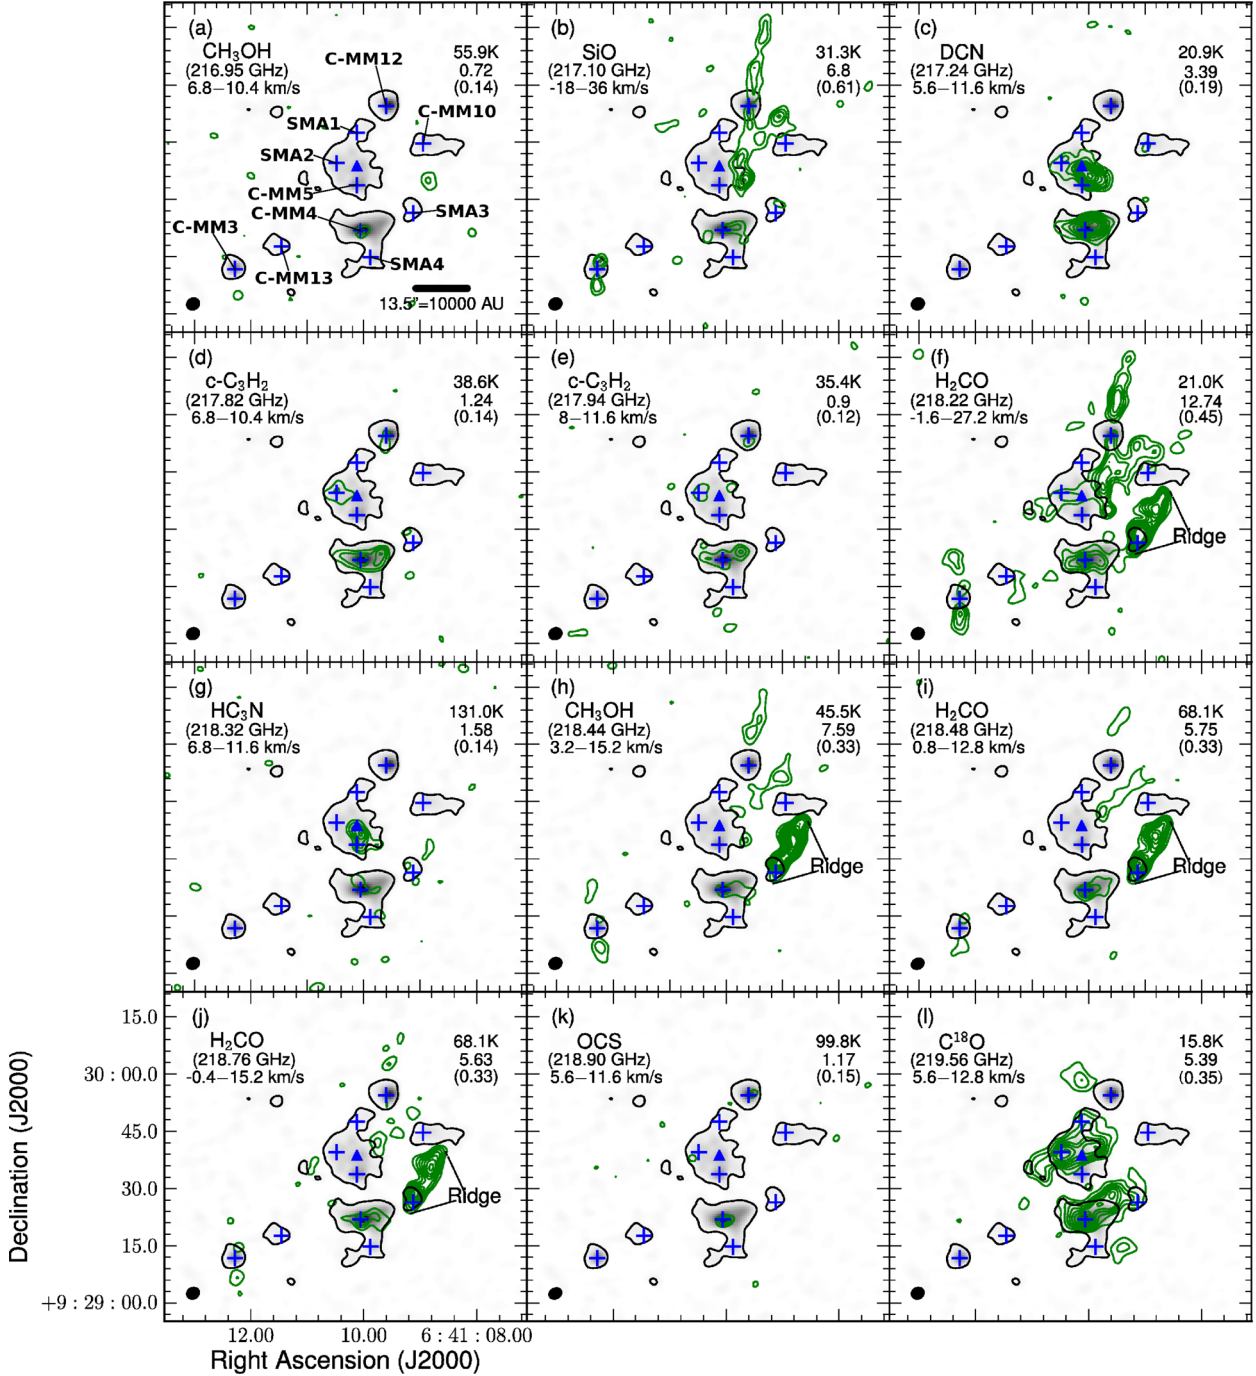 (a)
CH₃OH
(216.95 GHz)
6.8−10.4 km/s
55.9K
0.72
(0.14)
C-MM12
C-MM10
SMA1
SMA2
C-MM5
C-MM4
SMA3
C-MM3
C-MM13
SMA4
13.5"=10000 AU
(b)
SiO
(217.10 GHz)
-18−36 km/s
31.3K
6.8
(0.61)
(c)
DCN
(217.24 GHz)
5.6−11.6 km/s
20.9K
3.39
(0.19)
(d)
c-C₃H₂
(217.82 GHz)
6.8−10.4 km/s
38.6K
1.24
(0.14)
(e)
c-C₃H₂
(217.94 GHz)
8−11.6 km/s
35.4K
0.9
(0.12)
(f)
H₂CO
(218.22 GHz)
-1.6−27.2 km/s
21.0K
12.74
(0.45)
Ridge
(g)
HC₃N
(218.32 GHz)
6.8−11.6 km/s
131.0K
1.58
(0.14)
(h)
CH₃OH
(218.44 GHz)
3.2−15.2 km/s
45.5K
7.59
(0.33)
Ridge
(i)
H₂CO
(218.48 GHz)
0.8−12.8 km/s
68.1K
5.75
(0.33)
Ridge
(j)
H₂CO
(218.76 GHz)
-0.4−15.2 km/s
68.1K
5.63
(0.33)
Ridge
(k)
OCS
(218.90 GHz)
5.6−11.6 km/s
99.8K
1.17
(0.15)
(l)
C¹⁸O
(219.56 GHz)
5.6−12.8 km/s
15.8K
5.39
(0.35)
15.0
30 : 00.0
45.0
30.0
15.0
+9 : 29 : 00.0
Declination (J2000)
12.00
10.00
6 : 41 : 08.00
Right Ascension (J2000)